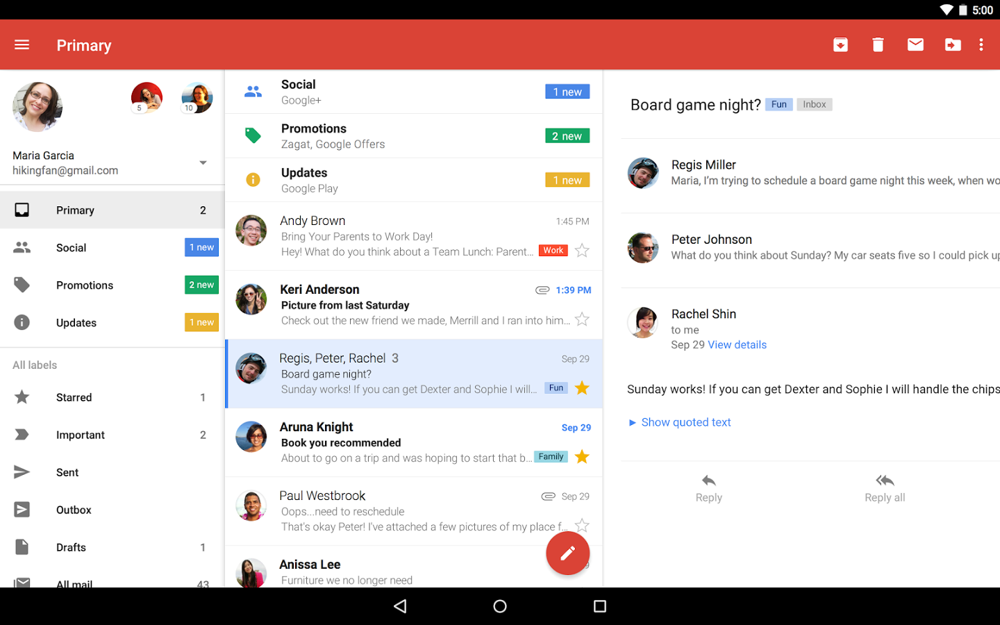 5:00
Primary
5
10
Maria Garcia
hikingfan@gmail.com
Primary 2
Social 1 new
Promotions 2 new
Updates 1 new
All labels
Starred 1
Important 2
Sent
Outbox
Drafts 1
All mail 43
Social 1 new
Google+
Promotions 2 new
Zagat, Google Offers
Updates 1 new
Google Play
Andy Brown 1:45 PM
Bring Your Parents to Work Day!
Hey! What do you think about a Team Lunch: Parent... Work
Keri Anderson 1:39 PM
Picture from last Saturday
Check out the new friend we made, Merrill and I ran into him...
Regis, Peter, Rachel 3 Sep 29
Board game night?
Sunday works! If you can get Dexter and Sophie I will... Fun
Aruna Knight Sep 29
Book you recommended
About to go on a trip and was hoping to start that b... Family
Paul Westbrook Sep 29
Oops...need to reschedule
That's okay Peter! I've attached a few pictures of my place f...
Anissa Lee 9
Furniture we no longer need
Board game night? Fun Inbox
Regis Miller
Maria, I'm trying to schedule a board game night this week, when wo
Peter Johnson
What do you think about Sunday? My car seats five so I could pick up
Rachel Shin
to me
Sep 29 View details
Sunday works! If you can get Dexter and Sophie I will handle the chips
► Show quoted text
Reply Reply all